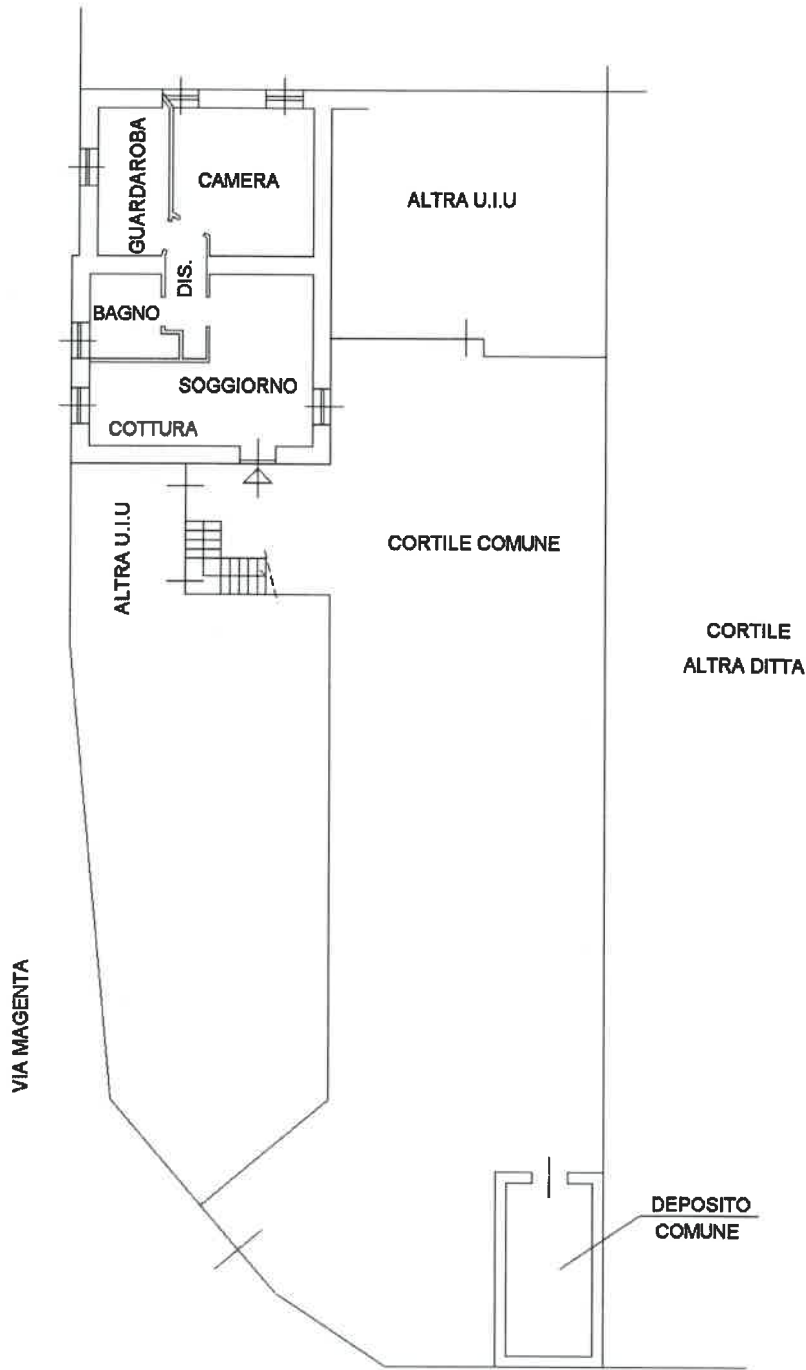 GUARDAROBA
CAMERA
ALTRA U.I.U
DIS.
BAGNO
SOGGIORNO
COTTURA
ALTRA U.I.U
CORTILE COMUNE
CORTILE
ALTRA DITTA
VIA MAGENTA
DEPOSITO
COMUNE